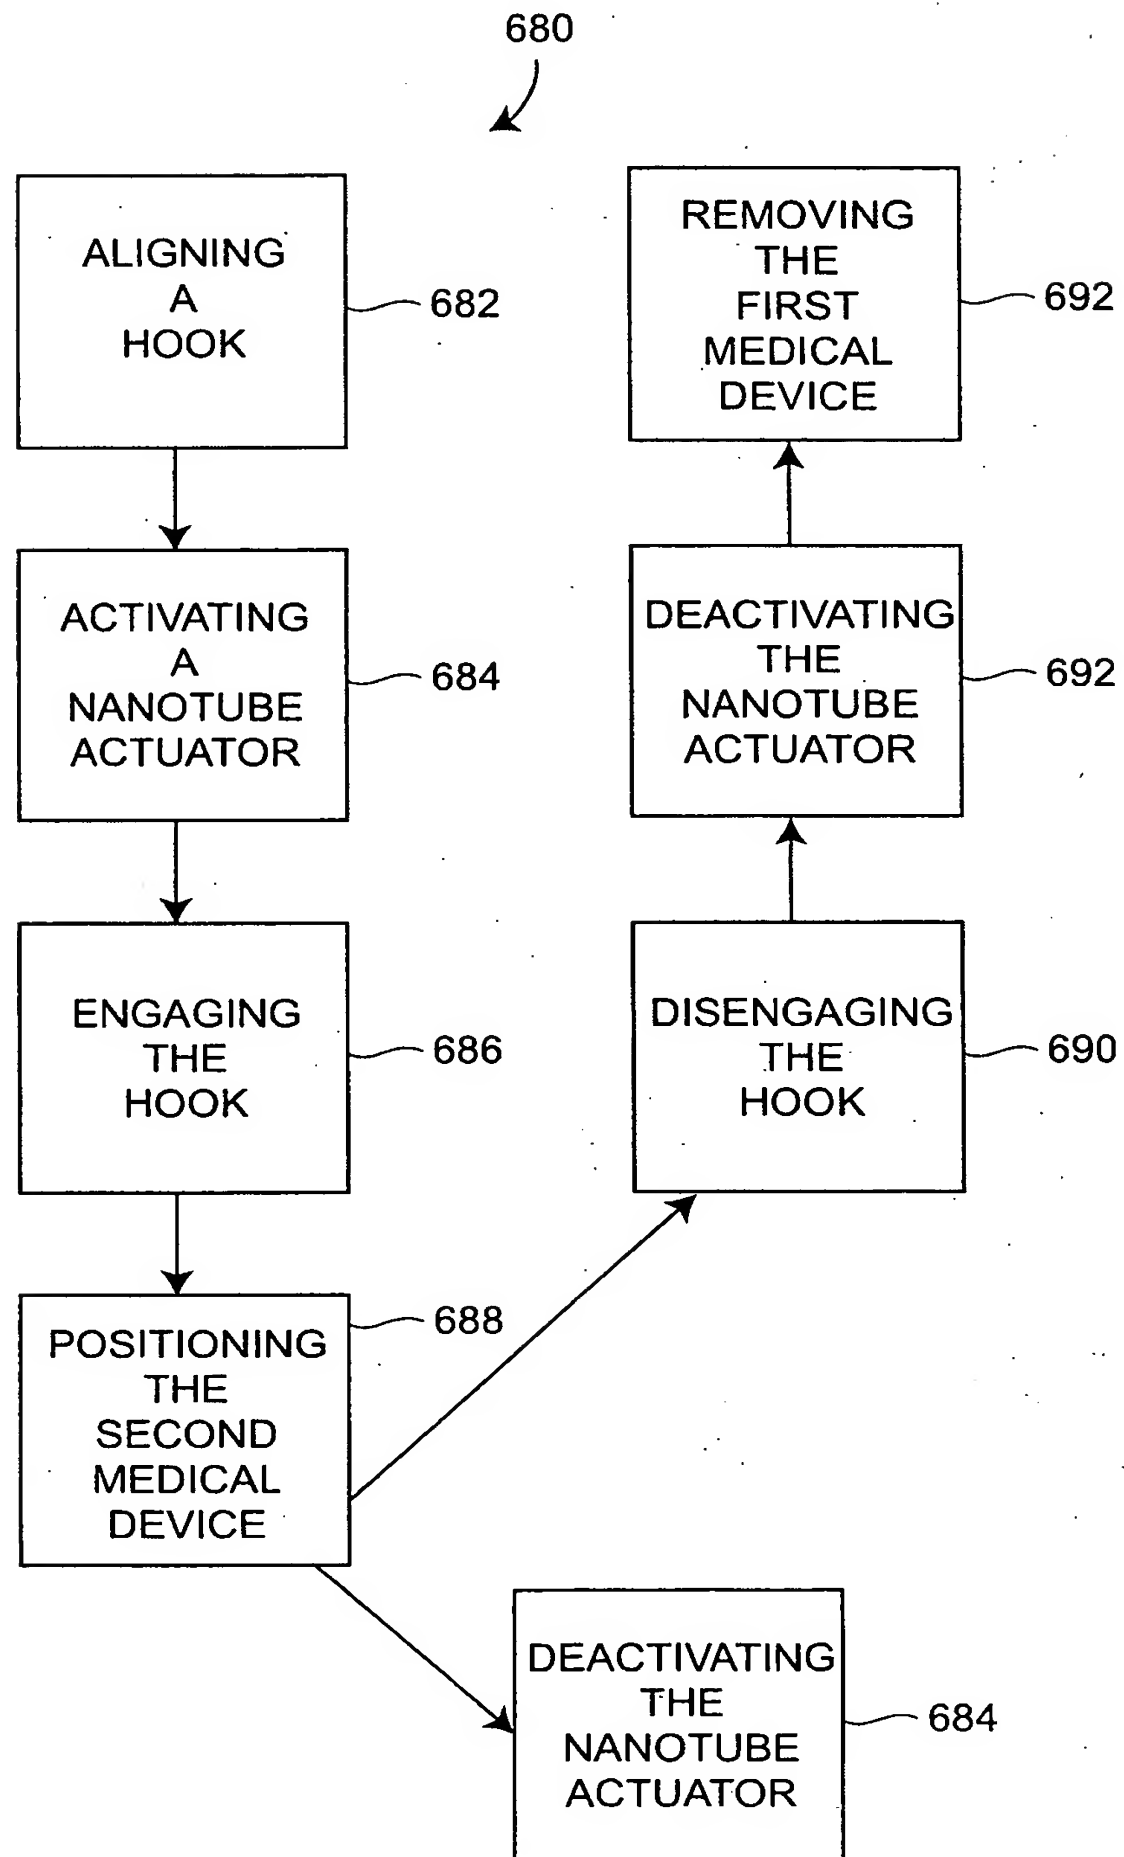 680
ALIGNING
A
HOOK
682
ACTIVATING
A
NANOTUBE
ACTUATOR
684
ENGAGING
THE
HOOK
686
POSITIONING
THE
SECOND
MEDICAL
DEVICE
688
REMOVING
THE
FIRST
MEDICAL
DEVICE
692
DEACTIVATING
THE
NANOTUBE
ACTUATOR
692
DISENGAGING
THE
HOOK
690
DEACTIVATING
THE
NANOTUBE
ACTUATOR
684